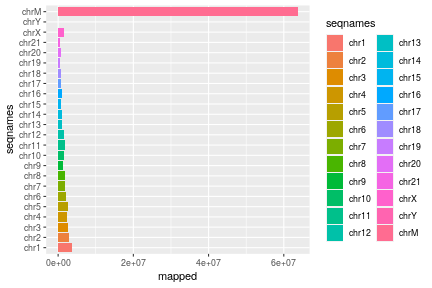 chrM
chrY
chrX
chr21
chr20
chr19
chr18
chr17
chr16
chr15
chr14
chr13
chr12
chr11
chr10
chr9
chr8
chr7
chr6
chr5
chr4
chr3
chr2
chr1
seqnames
0e+00 2e+07 4e+07 6e+07
mapped
seqnames
chr1 chr13
chr2 chr14
chr3 chr15
chr4 chr16
chr5 chr17
chr6 chr18
chr7 chr19
chr8 chr20
chr9 chr21
chr10 chrX
chr11 chrY
chr12 chrM